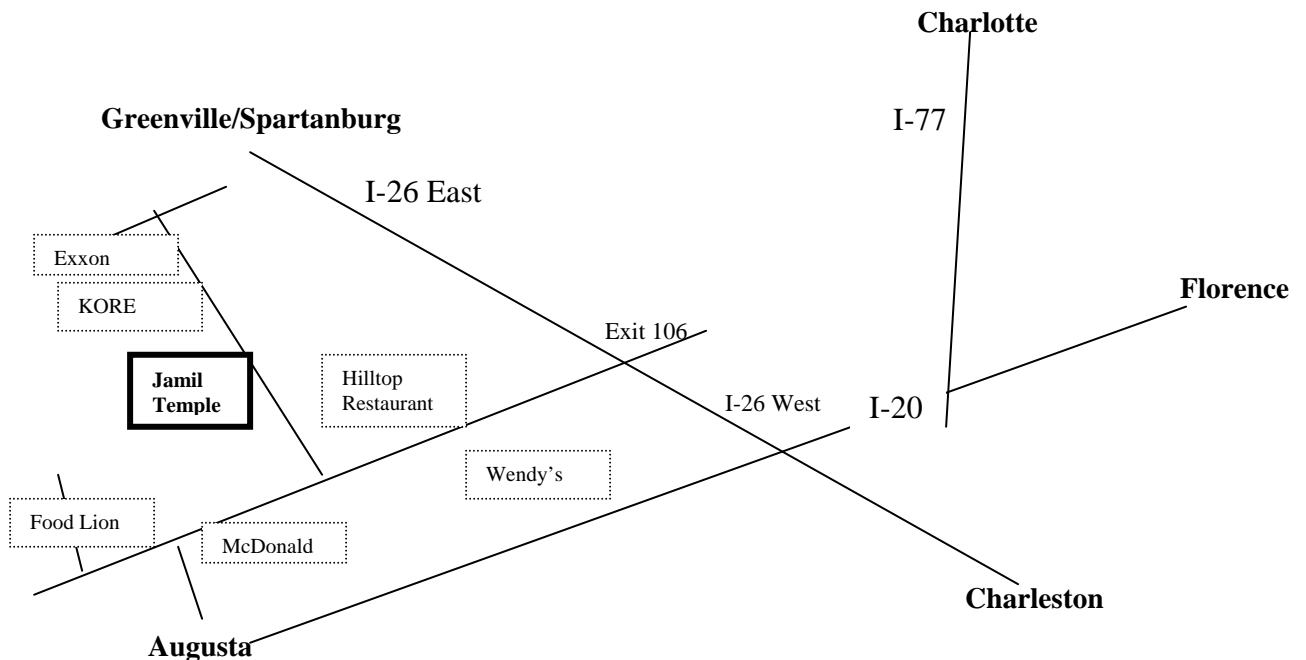 Charlotte
Greenville/Spartanburg
I-77
I-26 East
Exxon
KORE
Florence
Exit 106
Jamil
Temple
Hilltop
Restaurant
I-26 West
I-20
Wendy’s
Food Lion
McDonald
Charleston
Augusta